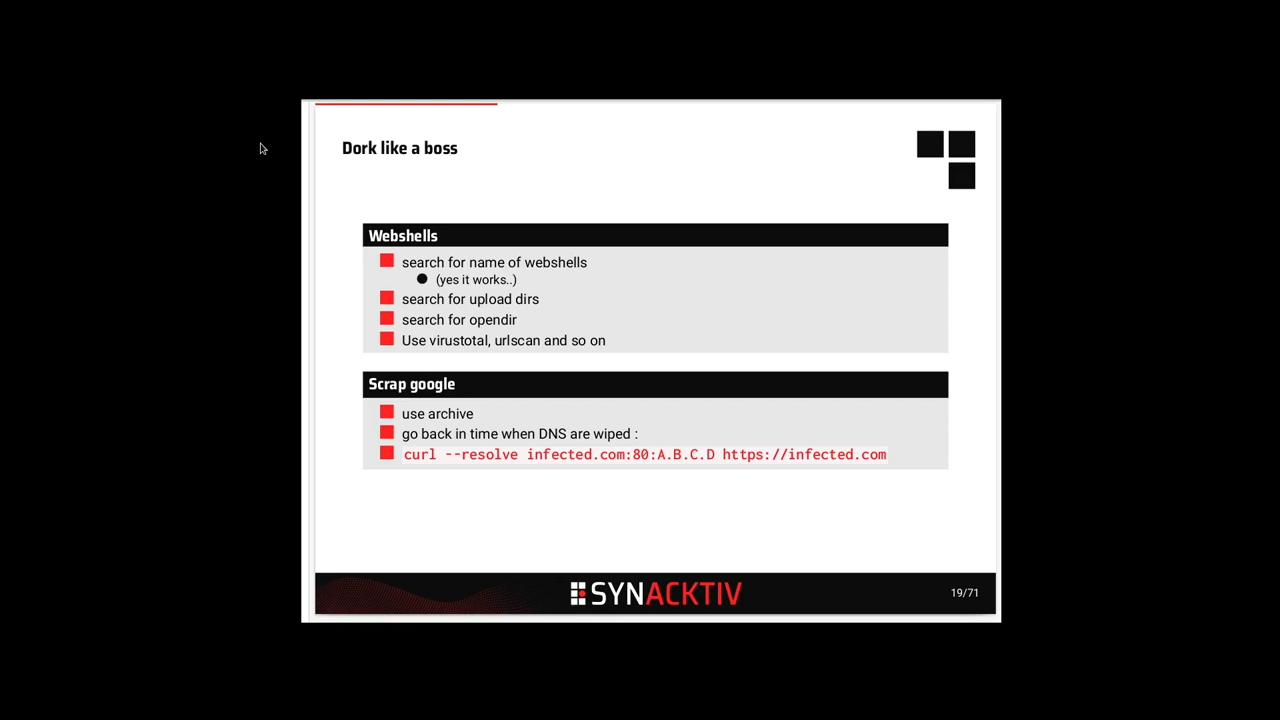 Dork like a boss
Webshells
search for name of webshells
(yes it works..)
search for upload dirs
search for opendir
Use virustotal, urlscan and so on
Scrap google
use archive
go back in time when DNS are wiped :
curl --resolve infected.com:80:A.B.C.D https://infected.com
SYNACKTIV
19/71